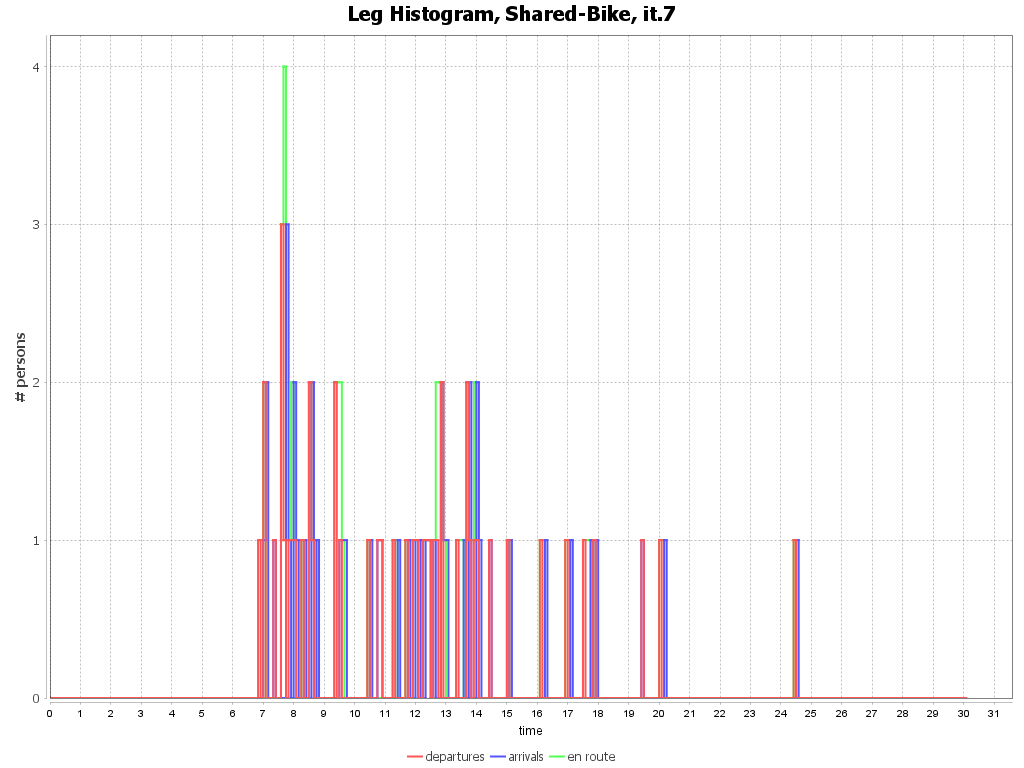 Leg Histogram, Shared-Bike, it.7
# persons
4
3
2
1
0
0 1 2 3 4 5 6 7 8 9 10 11 12 13 14 15 16 17 18 19 20 21 22 23 24 25 26 27 28 29 30 31
time
departures arrivals en route